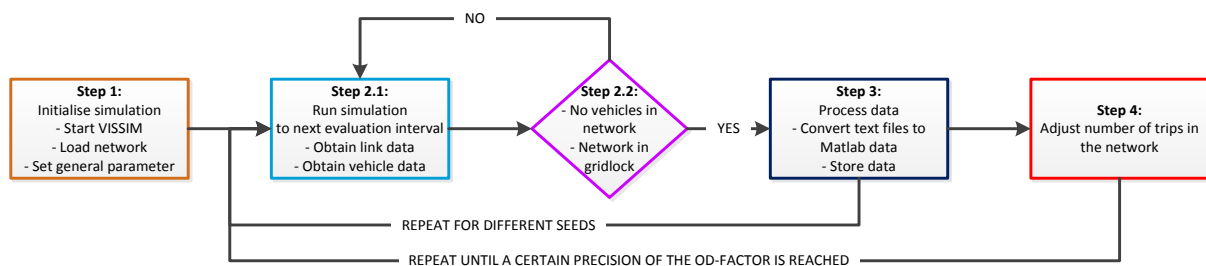 NO
Step 1:
Initialise simulation
- Start VISSIM
- Load network
- Set general parameter
Step 2.1:
Run simulation
to next evaluation interval
- Obtain link data
- Obtain vehicle data
Step 2.2:
- No vehicles in
network
- Network in
gridlock
YES
Step 3:
Process data
- Convert text files to
Matlab data
- Store data
Step 4:
Adjust number of trips in
the network
REPEAT FOR DIFFERENT SEEDS
REPEAT UNTIL A CERTAIN PRECISION OF THE OD-FACTOR IS REACHED